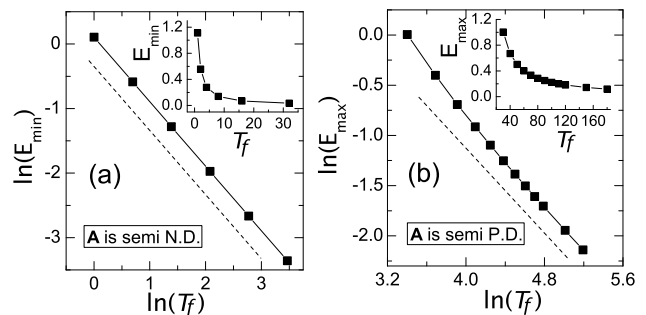 0
-1
-2
-3
ln(E_min)
E_min
1.2
0.8
0.4
0.0
0 10 20 30
T_f
(a)
A is semi N.D.
0 1 2 3
ln(T_f)
0.0
-0.5
-1.0
-1.5
-2.0
ln(E_max)
E_max
1.2
0.8
0.4
0.0
40 80 120 180
T_f
(b)
A is semi P.D.
3.2 4.0 4.8 5.6
ln(T_f)